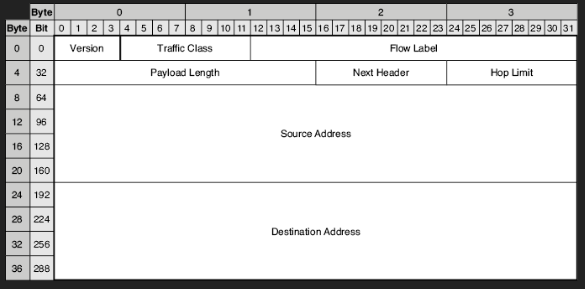 Byte 0 1 2 3
Byte Bit 0 1 2 3 4 5 6 7 8 9 10 11 12 13 14 15 16 17 18 19 20 21 22 23 24 25 26 27 28 29 30 31
0 0 Version Traffic Class Flow Label
4 32 Payload Length Next Header Hop Limit
8 64
12 96
Source Address
16 128
20 160
24 192
28 224
Destination Address
32 256
36 288